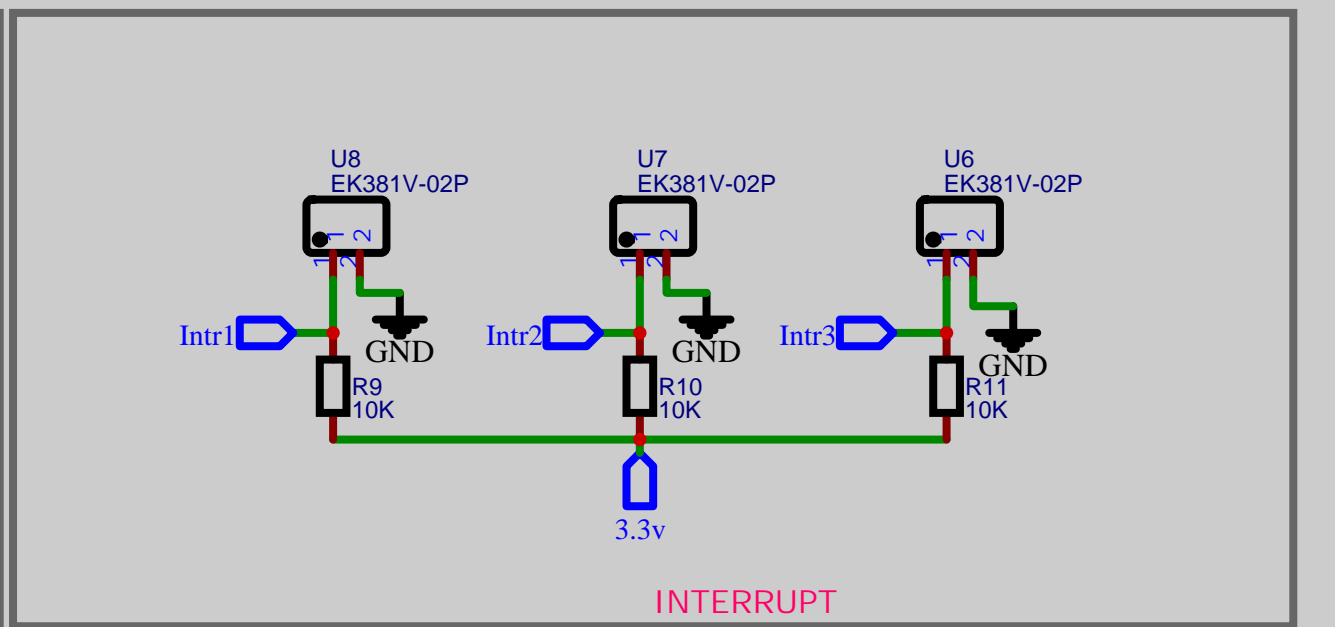 U8
EK381V-02P
1 2
1 2
Intr1
GND
R9
10K
U7
EK381V-02P
1 2
1 2
Intr2
GND
R10
10K
U6
EK381V-02P
1 2
1 2
Intr3
GND
R11
10K
3.3v
INTERRUPT